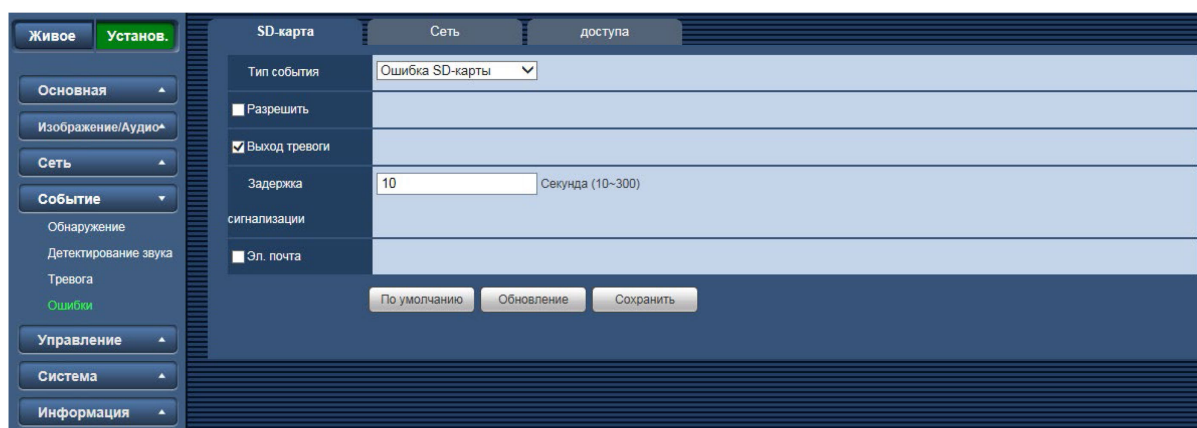 Живое Установ.
SD-карта Сеть доступа
Основная
Изображение/Аудио
Сеть
Событие
Обнаружение
Детектирование звука
Тревога
Ошибки
Управление
Система
Информация
Тип события Ошибка SD-карты
Разрешить
Выход тревоги
Задержка сигнализации 10 Секунда (10~300)
Эл. почта
По умолчанию Обновление Сохранить